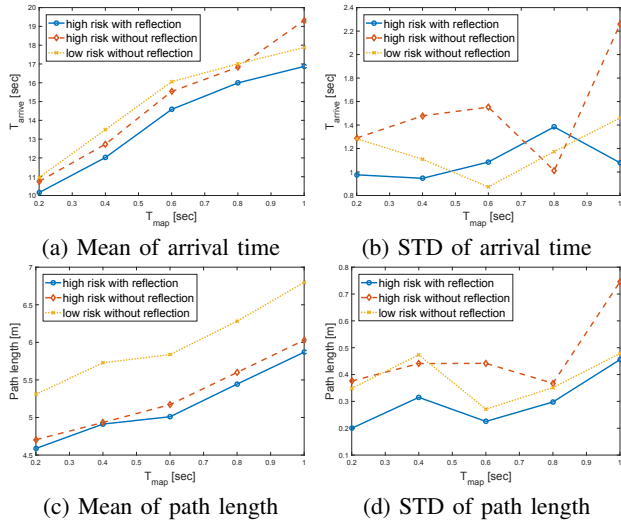 high risk with reflection
high risk without reflection
low risk without reflection
T_arrive [sec]
20
19
18
17
16
15
14
13
12
11
10
0.2 0.3 0.4 0.5 0.6 0.7 0.8 0.9 1
T_map [sec]
(a) Mean of arrival time
high risk with reflection
high risk without reflection
low risk without reflection
T_arrive [sec]
2.4
2.2
2
1.8
1.6
1.4
1.2
1
0.8
0.2 0.3 0.4 0.5 0.6 0.7 0.8 0.9 1
T_map [sec]
(b) STD of arrival time
high risk with reflection
high risk without reflection
low risk without reflection
Path length [m]
7
6.5
6
5.5
5
4.5
0.2 0.3 0.4 0.5 0.6 0.7 0.8 0.9 1
T_map [sec]
(c) Mean of path length
high risk with reflection
high risk without reflection
low risk without reflection
Path length [m]
0.8
0.7
0.6
0.5
0.4
0.3
0.2
0.1
0.2 0.3 0.4 0.5 0.6 0.7 0.8 0.9 1
T_map [sec]
(d) STD of path length